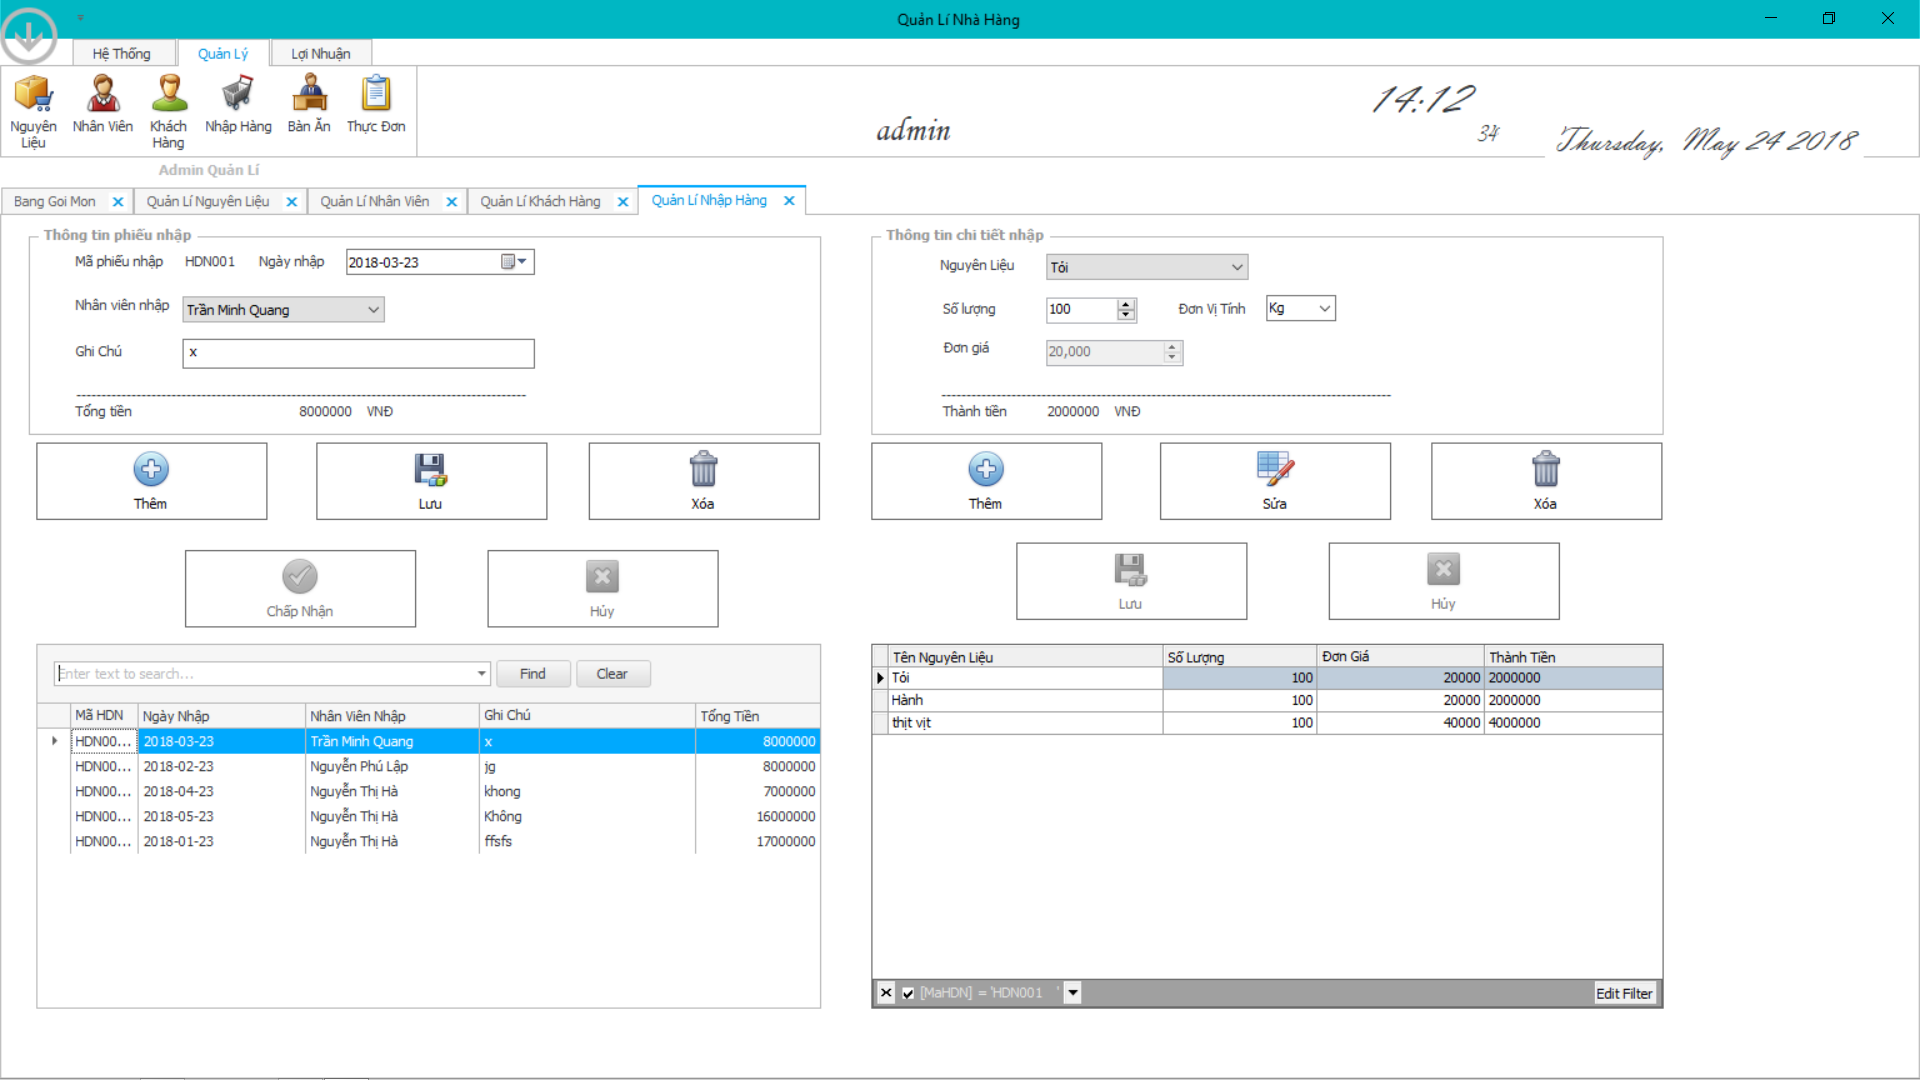 Quản Lí Nhà Hàng
Hệ Thống Quản Lý Lợi Nhuận
Nguyên Liệu
Nhân Viên
Khách Hàng
Nhập Hàng
Bàn Ăn
Thực Đơn
Admin Quản Lí
admin
14:12
34
Thursday, May 24 2018
Bang Goi Mon Quản Lí Nguyên Liệu Quản Lí Nhân Viên Quản Lí Khách Hàng Quản Lí Nhập Hàng
Thông tin phiếu nhập
Mã phiếu nhập HDN001 Ngày nhập 2018-03-23
Nhân viên nhập Trần Minh Quang
Ghi Chú x
Tổng tiền 8000000 VNĐ
Thêm Lưu Xóa
Chấp Nhận Hủy
Enter text to search... Find Clear
Mã HDN Ngày Nhập Nhân Viên Nhập Ghi Chú Tổng Tiền
HDN00... 2018-03-23 Trần Minh Quang x 8000000
HDN00... 2018-02-23 Nguyễn Phú Lập jg 8000000
HDN00... 2018-04-23 Nguyễn Thị Hà khong 7000000
HDN00... 2018-05-23 Nguyễn Thị Hà Không 16000000
HDN00... 2018-01-23 Nguyễn Thị Hà ffsfs 17000000
Thông tin chi tiết nhập
Nguyên Liệu Tỏi
Số lượng 100 Đơn Vị Tính Kg
Đơn giá 20,000
Thành tiền 2000000 VNĐ
Thêm Sửa Xóa
Lưu Hủy
Tên Nguyên Liệu Số Lượng Đơn Giá Thành Tiền
Tỏi 100 20000 2000000
Hành 100 20000 2000000
thịt vịt 100 40000 4000000
[MaHDN] = 'HDN001 ' Edit Filter